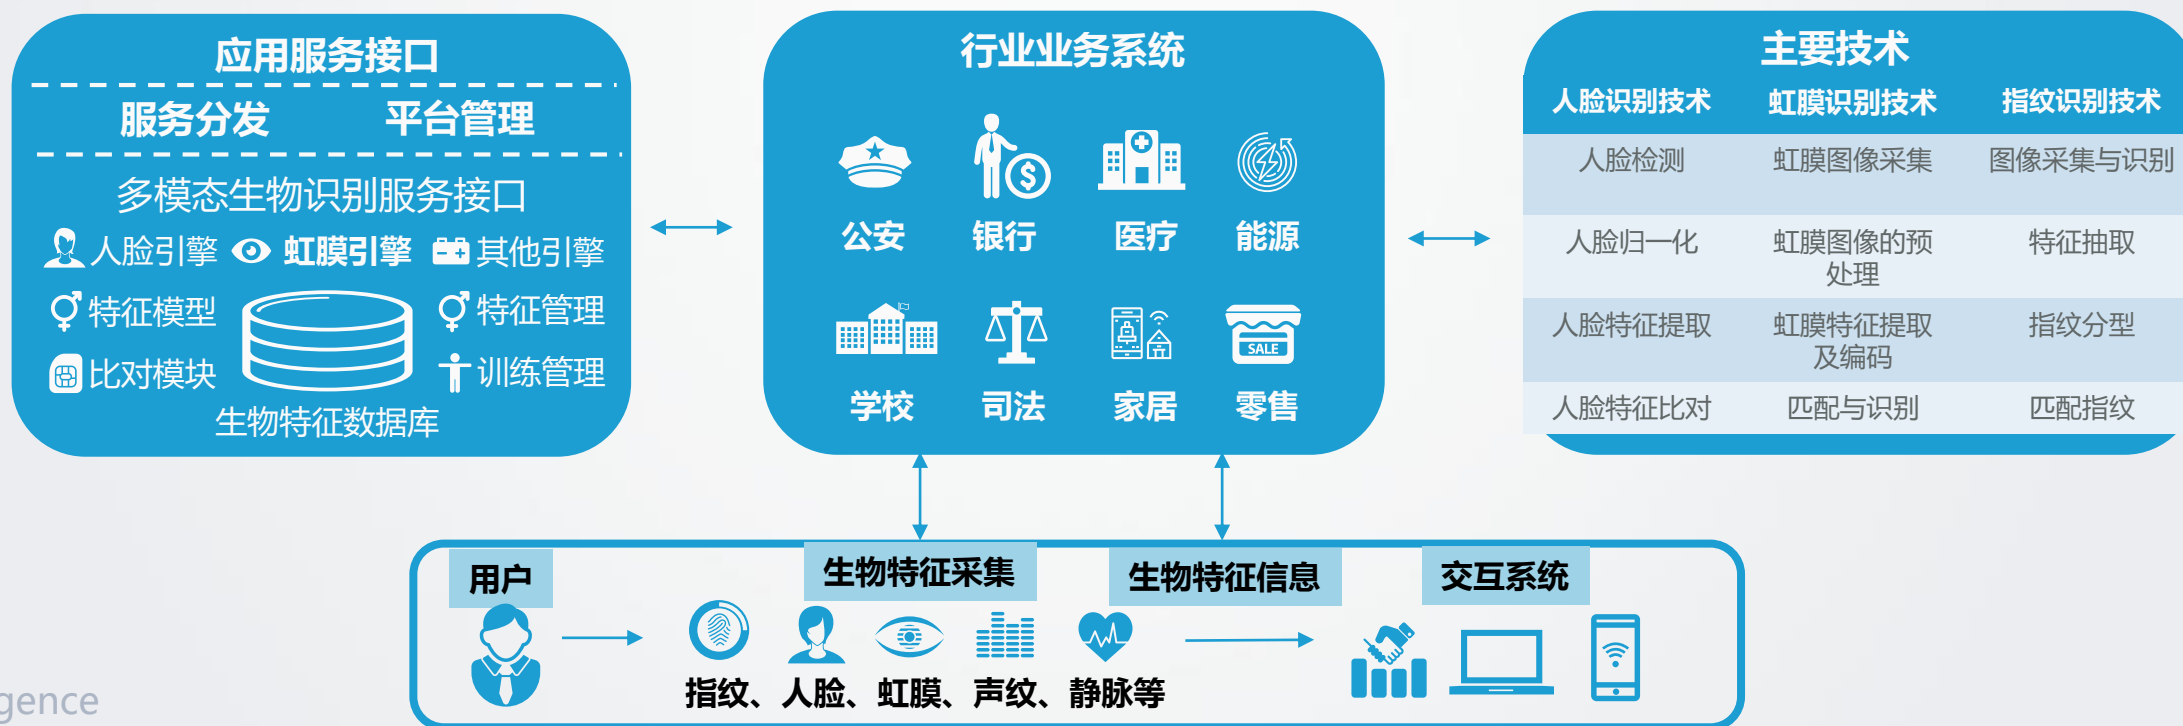 应用服务接口
服务分发 平台管理
多模态生物识别服务接口
人脸引擎 虹膜引擎 其他引擎
特征模型 特征管理
比对模块 训练管理
生物特征数据库
行业业务系统
公安 银行 医疗 能源
SALE
学校 司法 家居 零售
主要技术
人脸识别技术 虹膜识别技术 指纹识别技术
人脸检测 虹膜图像采集 图像采集与识别
人脸归一化 虹膜图像的预
处理 特征抽取
人脸特征提取 虹膜特征提取
及编码 指纹分型
人脸特征比对 匹配与识别 匹配指纹
用户 生物特征采集 生物特征信息 交互系统
指纹、人脸、虹膜、声纹、静脉等
gence